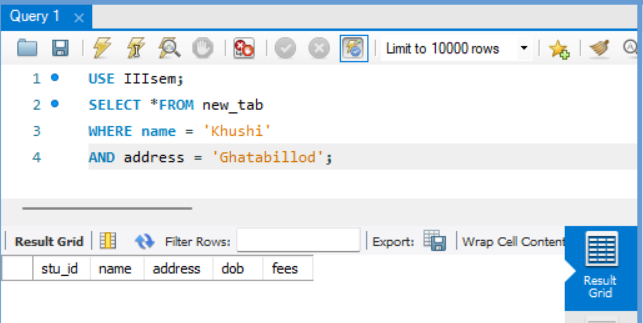 Query 1
Limit to 10000 rows
1 USE IIIsem;
2 SELECT *FROM new_tab
3 WHERE name = 'Khushi'
4 AND address = 'Ghatabillod';
Result Grid Filter Rows: Export: Wrap Cell Content
stu_id name address dob fees
Result
Grid